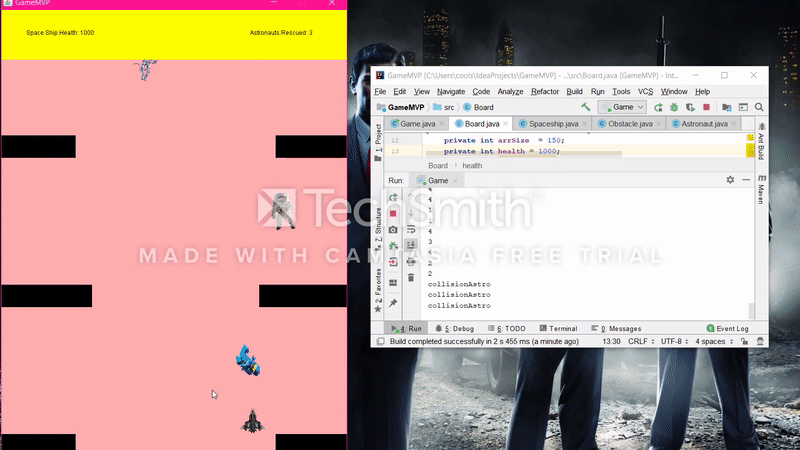 GameMVP
Space Ship Health: 1000
Astronauts Rescued: 3
GameMVP [C:\Users\cools\IdeaProjects\GameMVP] - ...\src\Board.java [GameMVP] - Int...
File Edit View Navigate Code Analyze Refactor Build Run Tools VCS Window Help
GameMVP src Board
Game
Game.java Board.java Spaceship.java Obstacle.java Astronaut.java
12 private int arrSize = 150;
13 private int health = 1000;
Board health
Run: Game
4
1
4
3
4
2
2
collisionAstro
collisionAstro
collisionAstro
1: Project
7: Structure
2: Favorites
Ant Build
Maven
4: Run 5: Debug 6: TODO Terminal 0: Messages Event Log
Build completed successfully in 2 s 455 ms (a minute ago)
13:30 CRLF UTF-8 4 spaces
TechSmith
MADE WITH CAMTASIA FREE TRIAL